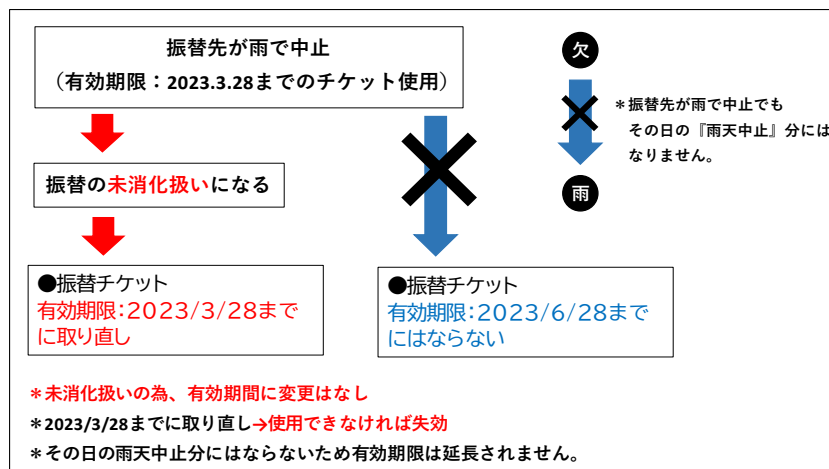 振替先が雨で中止
（有効期限：2023.3.28までのチケット使用）
振替の未消化扱いになる
●振替チケット
有効期限:2023/3/28まで
に取り直し
●振替チケット
有効期限:2023/6/28まで
にはならない
欠
＊振替先が雨で中止でも
その日の『雨天中止』分には
なりません。
雨
＊未消化扱いの為、有効期間に変更はなし
＊2023/3/28までに取り直し→使用できなければ失効
＊その日の雨天中止分にはならないため有効期限は延長されません。